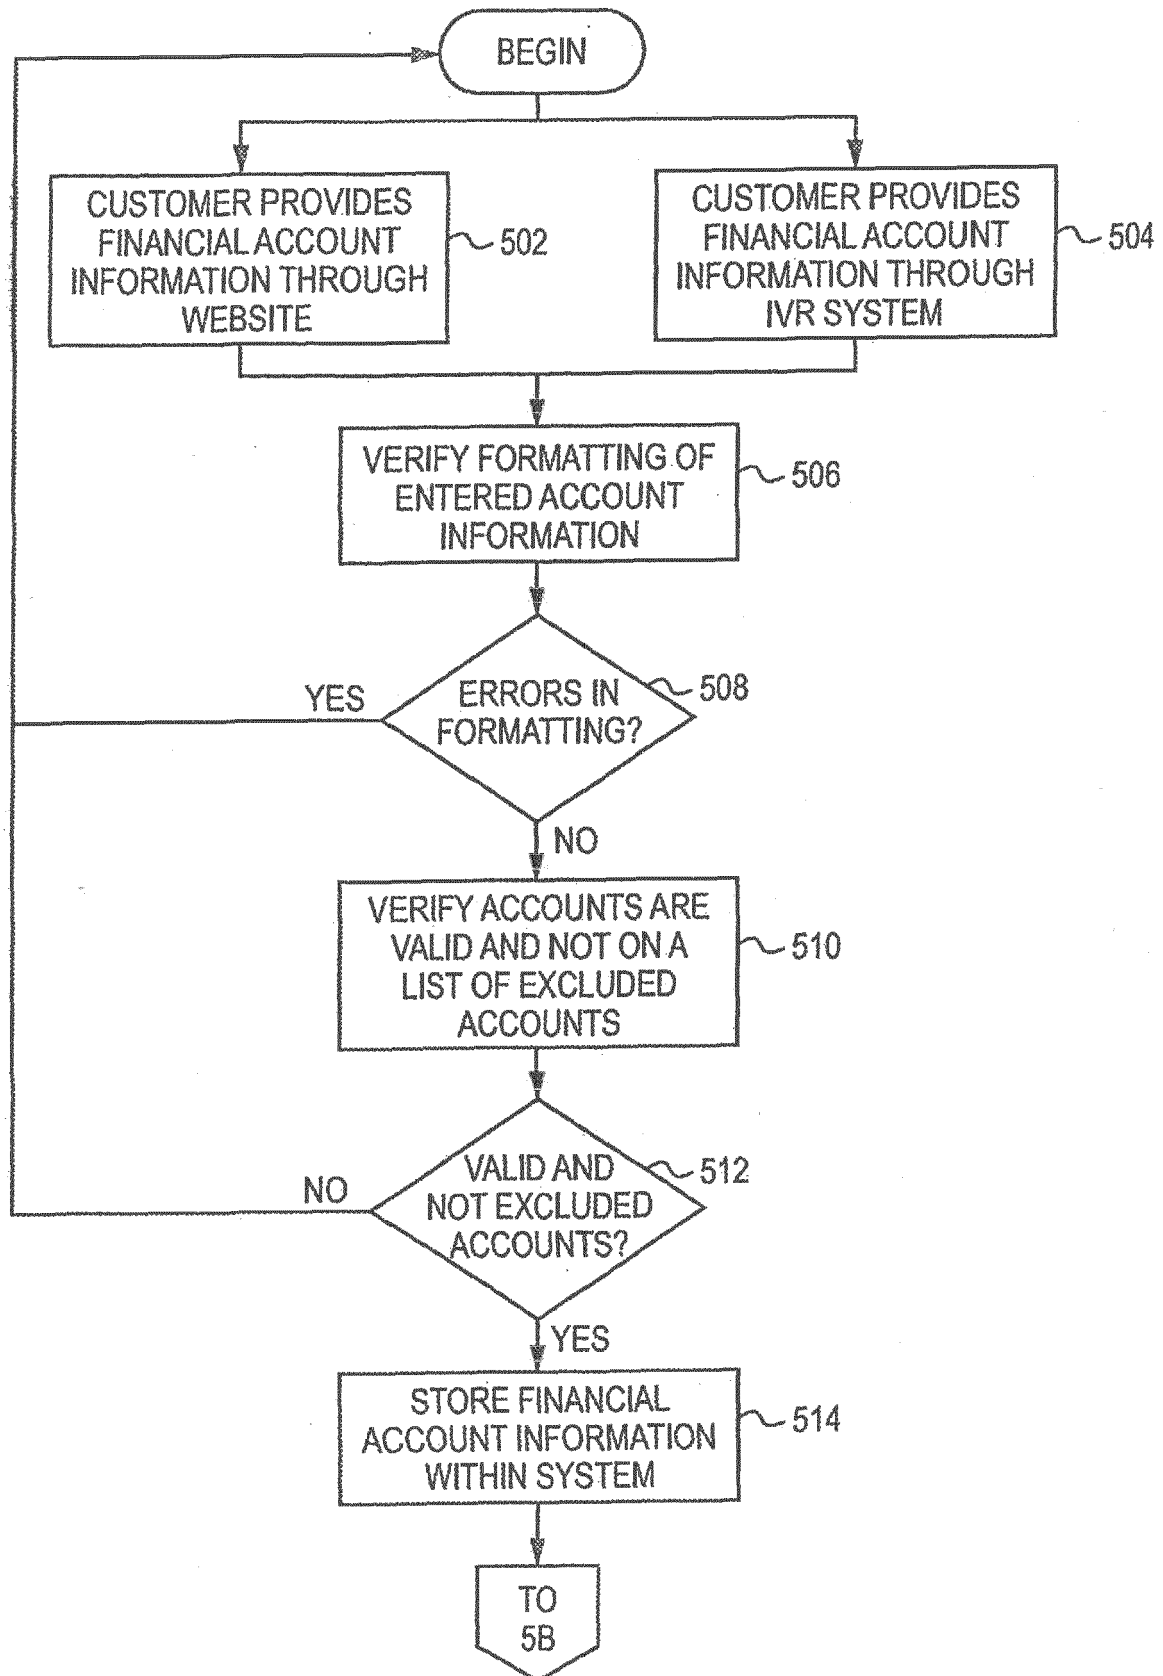 BEGIN
CUSTOMER PROVIDES
FINANCIAL ACCOUNT
INFORMATION THROUGH
WEBSITE
502
CUSTOMER PROVIDES
FINANCIAL ACCOUNT
INFORMATION THROUGH
IVR SYSTEM
504
VERIFY FORMATTING OF
ENTERED ACCOUNT
INFORMATION
506
ERRORS IN
FORMATTING?
508
YES
NO
VERIFY ACCOUNTS ARE
VALID AND NOT ON A
LIST OF EXCLUDED
ACCOUNTS
510
VALID AND
NOT EXCLUDED
ACCOUNTS?
512
NO
YES
STORE FINANCIAL
ACCOUNT INFORMATION
WITHIN SYSTEM
514
TO
5B